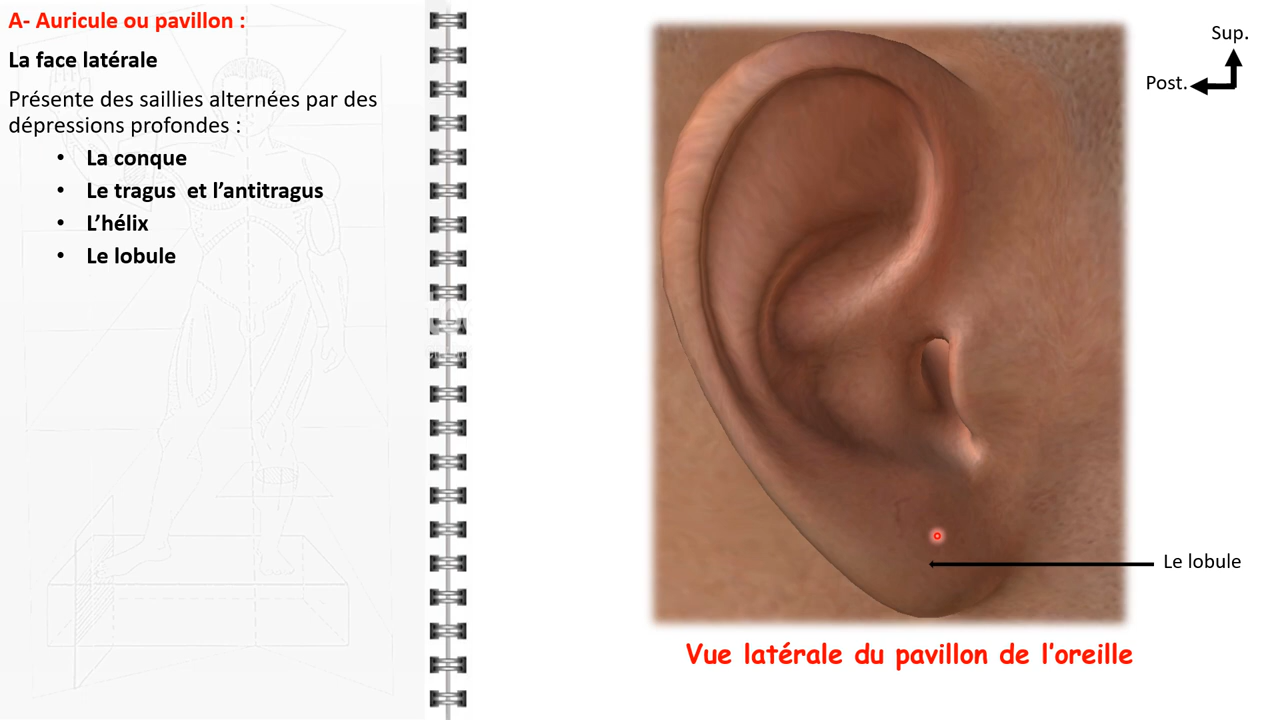 A- Auricule ou pavillon :
La face latérale
Présente des saillies alternées par des
dépressions profondes :
• La conque
• Le tragus et l'antitragus
• L'hélix
• Le lobule
Sup.
Post.
Le lobule
Vue latérale du pavillon de l'oreille